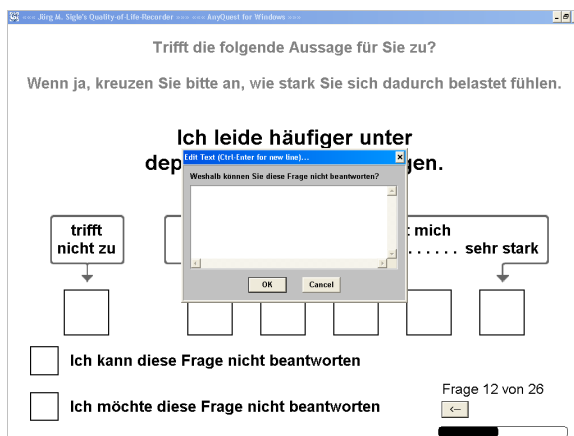 === Jürg M. Sigle's Quality-of-Life-Recorder === === AnyQuest for Windows ===
Trifft die folgende Aussage für Sie zu?
Wenn ja, kreuzen Sie bitte an, wie stark Sie sich dadurch belastet fühlen.
Ich leide häufiger unter
dep gen.
Edit Text (Ctrl-Enter for new line)...
Weshalb können Sie diese Frage nicht beantworten?
OK Cancel
trifft
nicht zu
mich
. . . . . . sehr stark
Ich kann diese Frage nicht beantworten
Ich möchte diese Frage nicht beantworten
Frage 12 von 26
<--